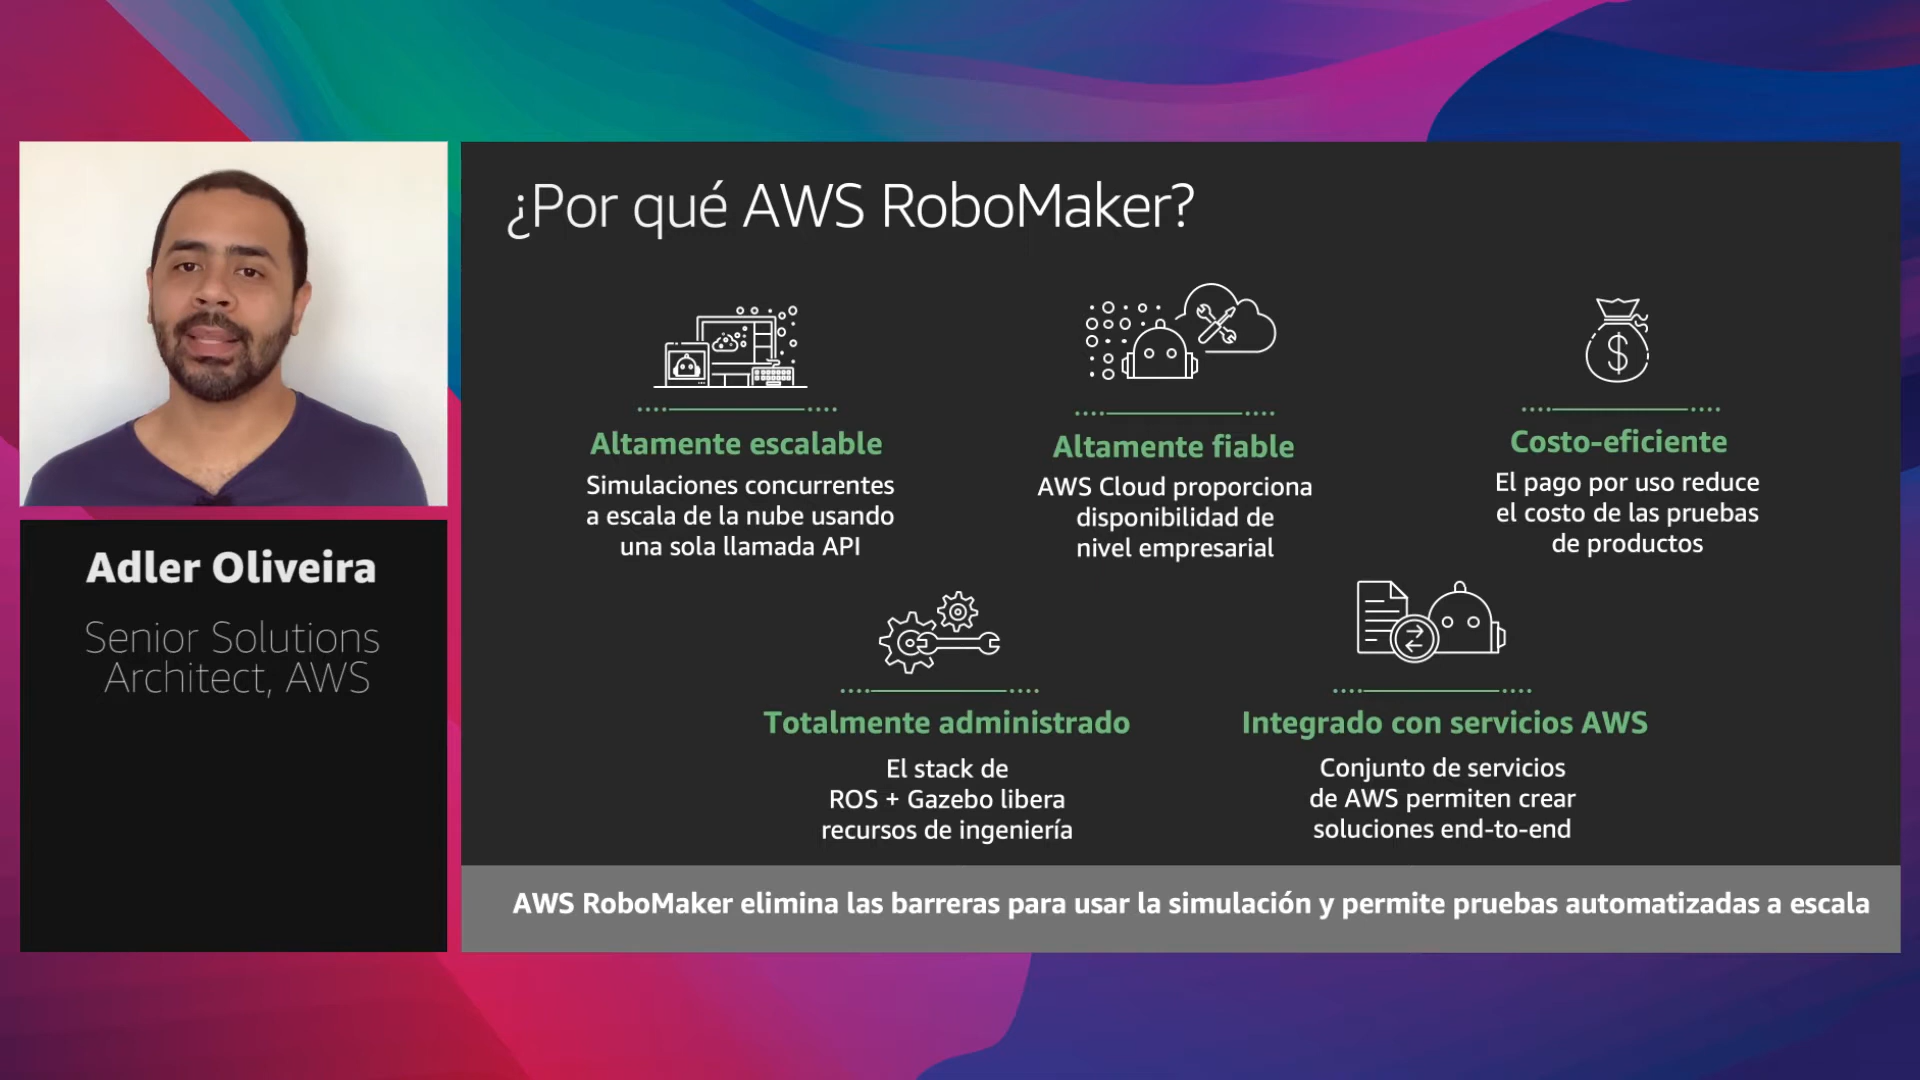 ¿Por qué AWS RoboMaker?
Altamente escalable
Simulaciones concurrentes
a escala de la nube usando
una sola llamada API
Altamente fiable
AWS Cloud proporciona
disponibilidad de
nivel empresarial
Costo-eficiente
El pago por uso reduce
el costo de las pruebas
de productos
Totalmente administrado
El stack de
ROS + Gazebo libera
recursos de ingeniería
Integrado con servicios AWS
Conjunto de servicios
de AWS permiten crear
soluciones end-to-end
AWS RoboMaker elimina las barreras para usar la simulación y permite pruebas automatizadas a escala
Adler Oliveira
Senior Solutions
Architect, AWS